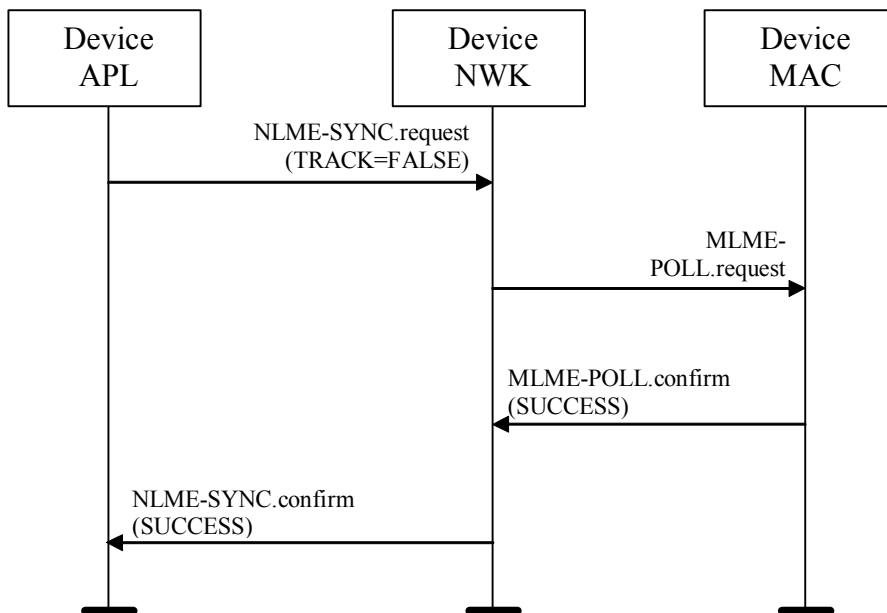 Device
APL
Device
NWK
Device
MAC
NLME-SYNC.request
(TRACK=FALSE)
MLME-
POLL.request
MLME-POLL.confirm
(SUCCESS)
NLME-SYNC.confirm
(SUCCESS)